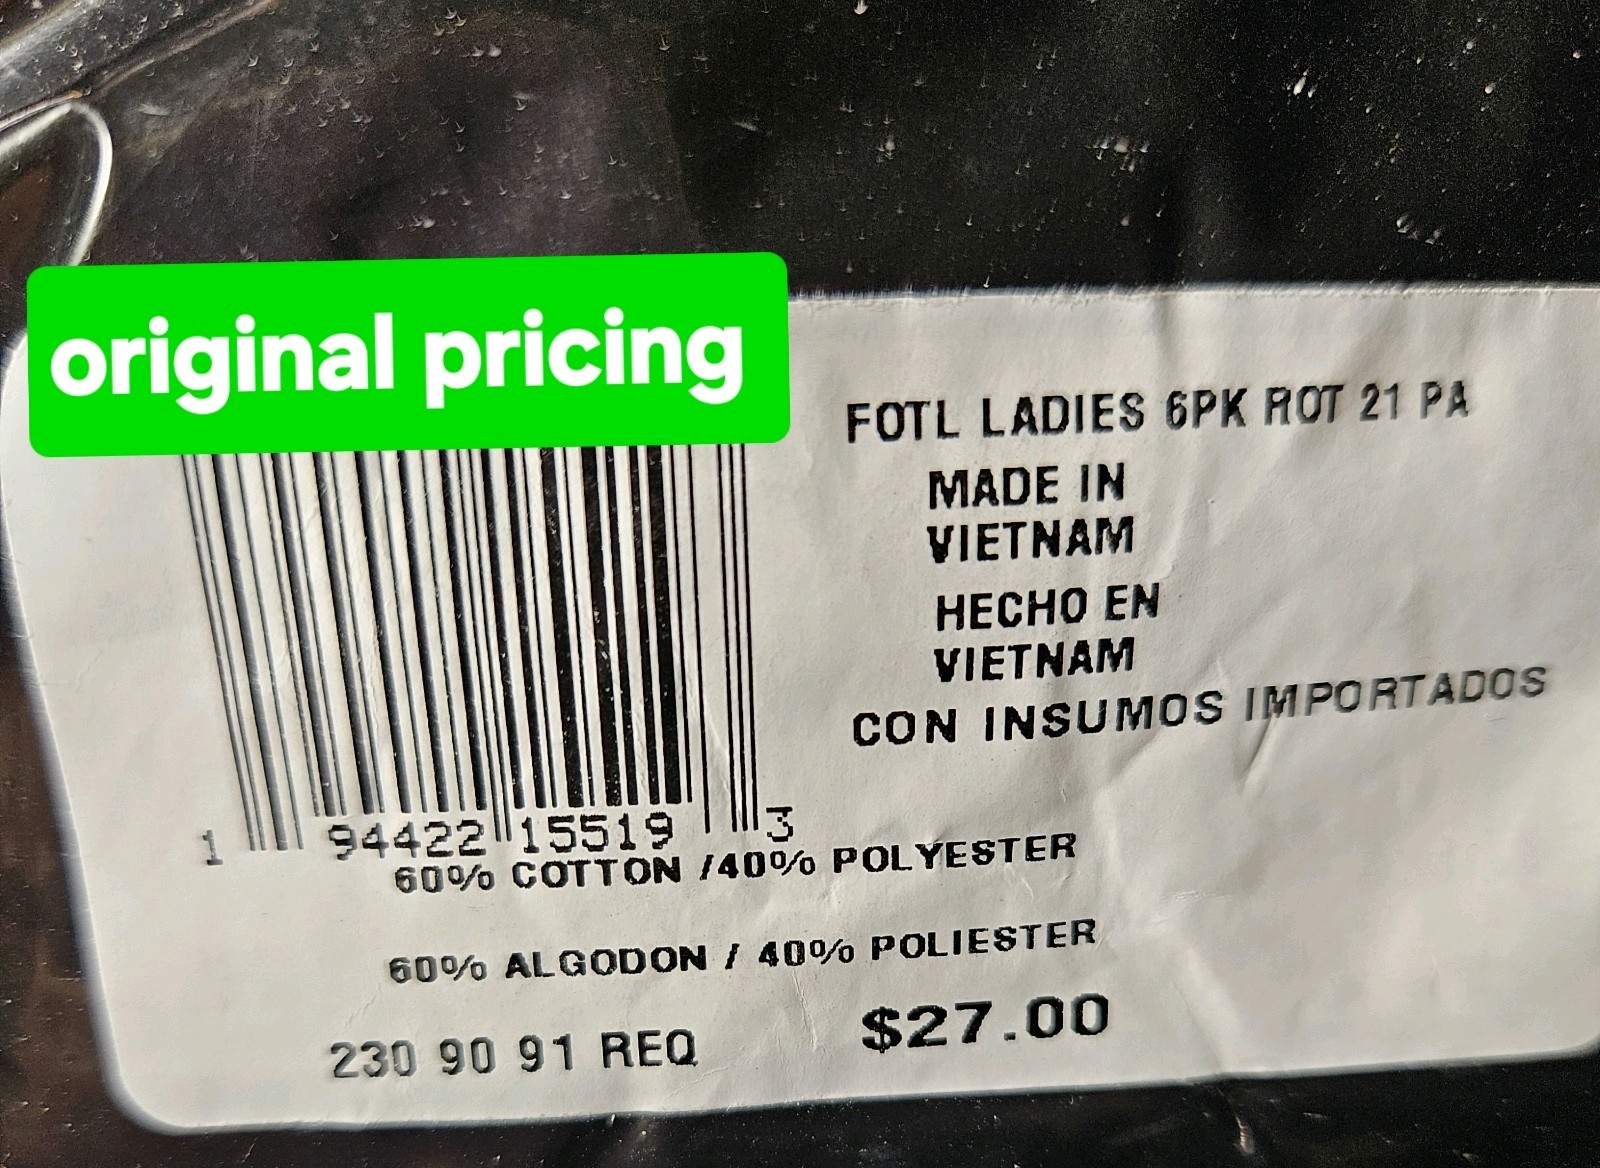 original pricing
FOTL LADIES 6PK ROT 21 PA
MADE IN
VIETNAM
HECHO EN
VIETNAM
CON INSUMOS IMPORTADOS
1 94422 15519 3
60% COTTON /40% POLYESTER
60% ALGODON / 40% POLIESTER
230 90 91 REQ $27.00